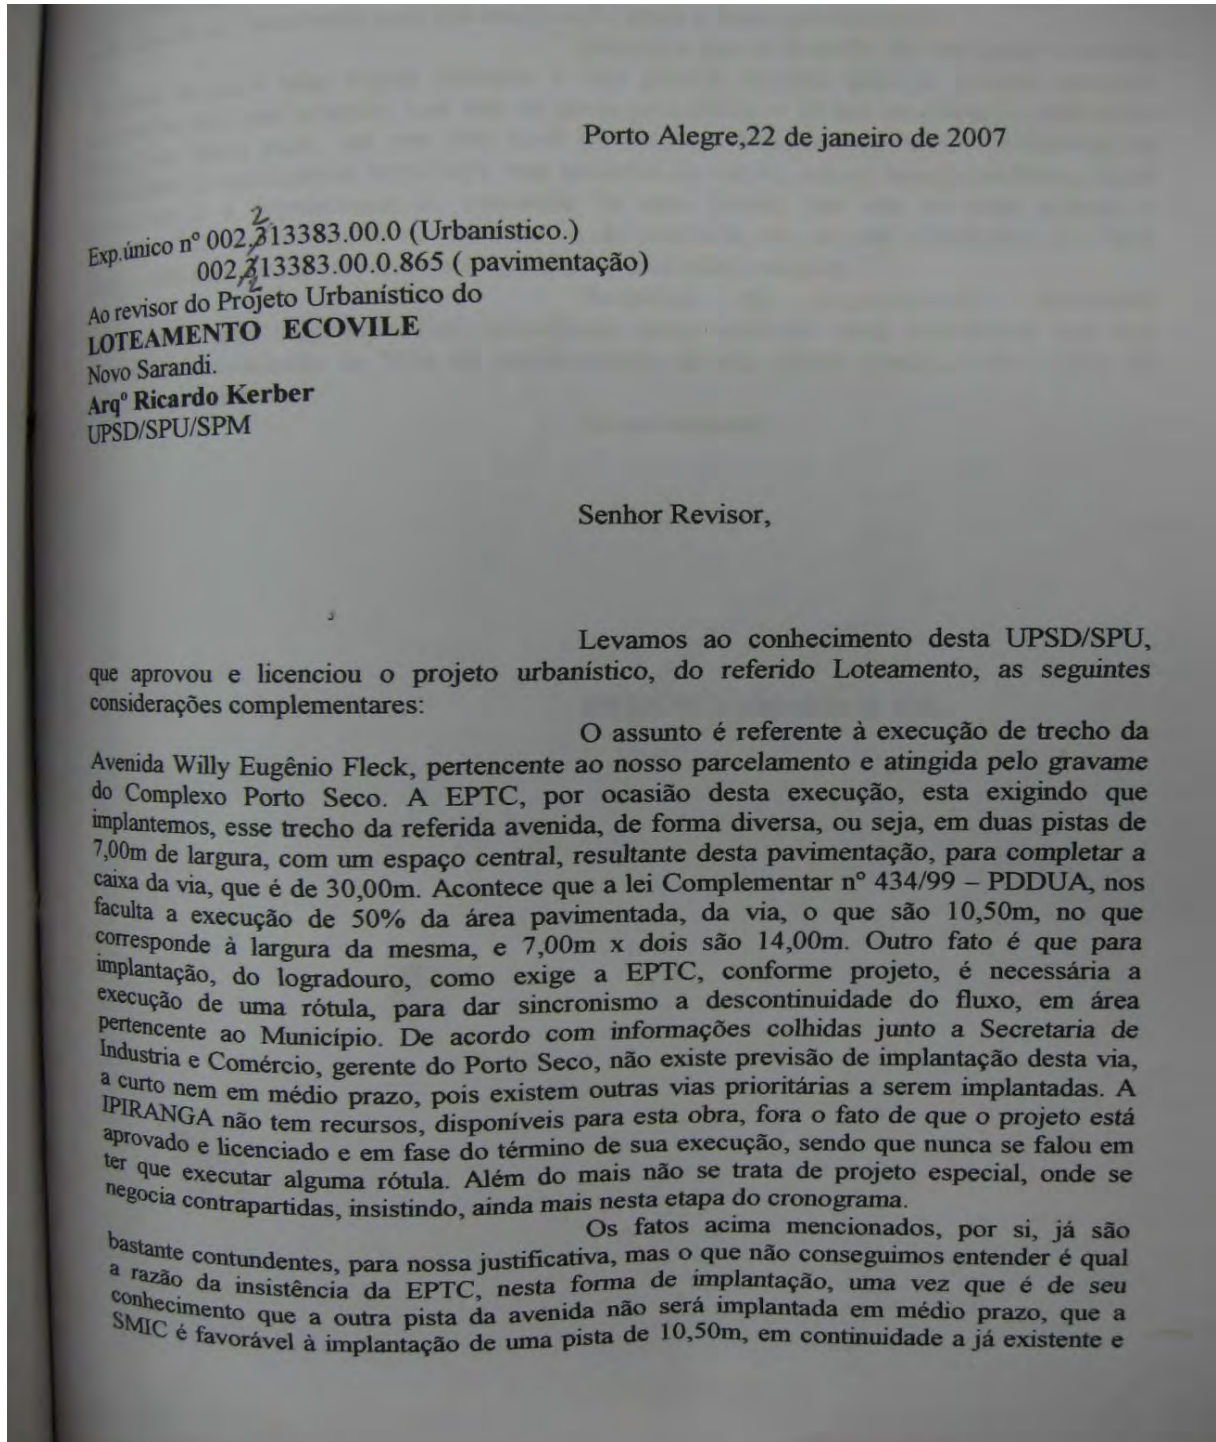 Porto Alegre,22 de janeiro de 2007
2
Exp.único nº 002.313383.00.0 (Urbanístico.)
002.313383.00.0.865 ( pavimentação)
2
Ao revisor do Projeto Urbanístico do
LOTEAMENTO ECOVILE
Novo Sarandi.
Arqº Ricardo Kerber
UPSD/SPU/SPM
Senhor Revisor,
Levamos ao conhecimento desta UPSD/SPU,
que aprovou e licenciou o projeto urbanístico, do referido Loteamento, as seguintes
considerações complementares:
O assunto é referente à execução de trecho da
Avenida Willy Eugênio Fleck, pertencente ao nosso parcelamento e atingida pelo gravame
do Complexo Porto Seco. A EPTC, por ocasião desta execução, esta exigindo que
implantemos, esse trecho da referida avenida, de forma diversa, ou seja, em duas pistas de
7,00m de largura, com um espaço central, resultante desta pavimentação, para completar a
caixa da via, que é de 30,00m. Acontece que a lei Complementar nº 434/99 – PDDUA, nos
faculta a execução de 50% da área pavimentada, da via, o que são 10,50m, no que
corresponde à largura da mesma, e 7,00m x dois são 14,00m. Outro fato é que para
implantação, do logradouro, como exige a EPTC, conforme projeto, é necessária a
execução de uma rótula, para dar sincronismo a descontinuidade do fluxo, em área
pertencente ao Município. De acordo com informações colhidas junto a Secretaria de
Industria e Comércio, gerente do Porto Seco, não existe previsão de implantação desta via,
a curto nem em médio prazo, pois existem outras vias prioritárias a serem implantadas. A
IPIRANGA não tem recursos, disponíveis para esta obra, fora o fato de que o projeto está
aprovado e licenciado e em fase do término de sua execução, sendo que nunca se falou em
ter que executar alguma rótula. Além do mais não se trata de projeto especial, onde se
negocia contrapartidas, insistindo, ainda mais nesta etapa do cronograma.
Os fatos acima mencionados, por si, já são
bastante contundentes, para nossa justificativa, mas o que não conseguimos entender é qual
a razão da insistência da EPTC, nesta forma de implantação, uma vez que é de seu
conhecimento que a outra pista da avenida não será implantada em médio prazo, que a
SMIC é favorável à implantação de uma pista de 10,50m, em continuidade a já existente e